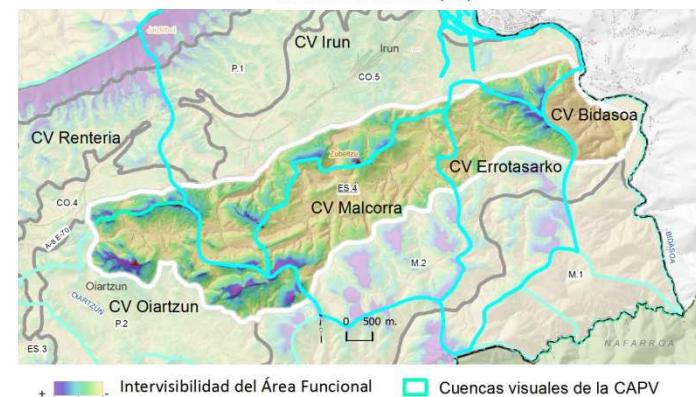 Jaizkibel
CV Irun
Irun
P.1
CO.5
CV Renteria
CV Bidasoa
Zubeltzu
CV Errotasarko
ES.4
CV Malcorra
CO.4
A-8 E-70
M.2
BIDASOA
Oiartzun
M.1
OIARTZUN
CV Oiartzun
P.2
0 500 m.
NAFARROA
ES.3
+ - Intervisibilidad del Área Funcional
Cuencas visuales de la CAPV